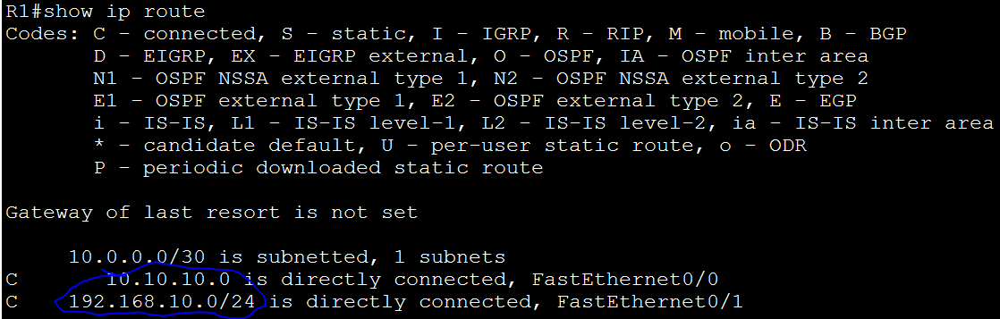 R1#show ip route
Codes: C - connected, S - static, I - IGRP, R - RIP, M - mobile, B - BGP
D - EIGRP, EX - EIGRP external, O - OSPF, IA - OSPF inter area
N1 - OSPF NSSA external type 1, N2 - OSPF NSSA external type 2
E1 - OSPF external type 1, E2 - OSPF external type 2, E - EGP
i - IS-IS, L1 - IS-IS level-1, L2 - IS-IS level-2, ia - IS-IS inter area
* - candidate default, U - per-user static route, o - ODR
P - periodic downloaded static route
Gateway of last resort is not set
10.0.0.0/30 is subnetted, 1 subnets
C 10.10.10.0 is directly connected, FastEthernet0/0
C 192.168.10.0/24 is directly connected, FastEthernet0/1